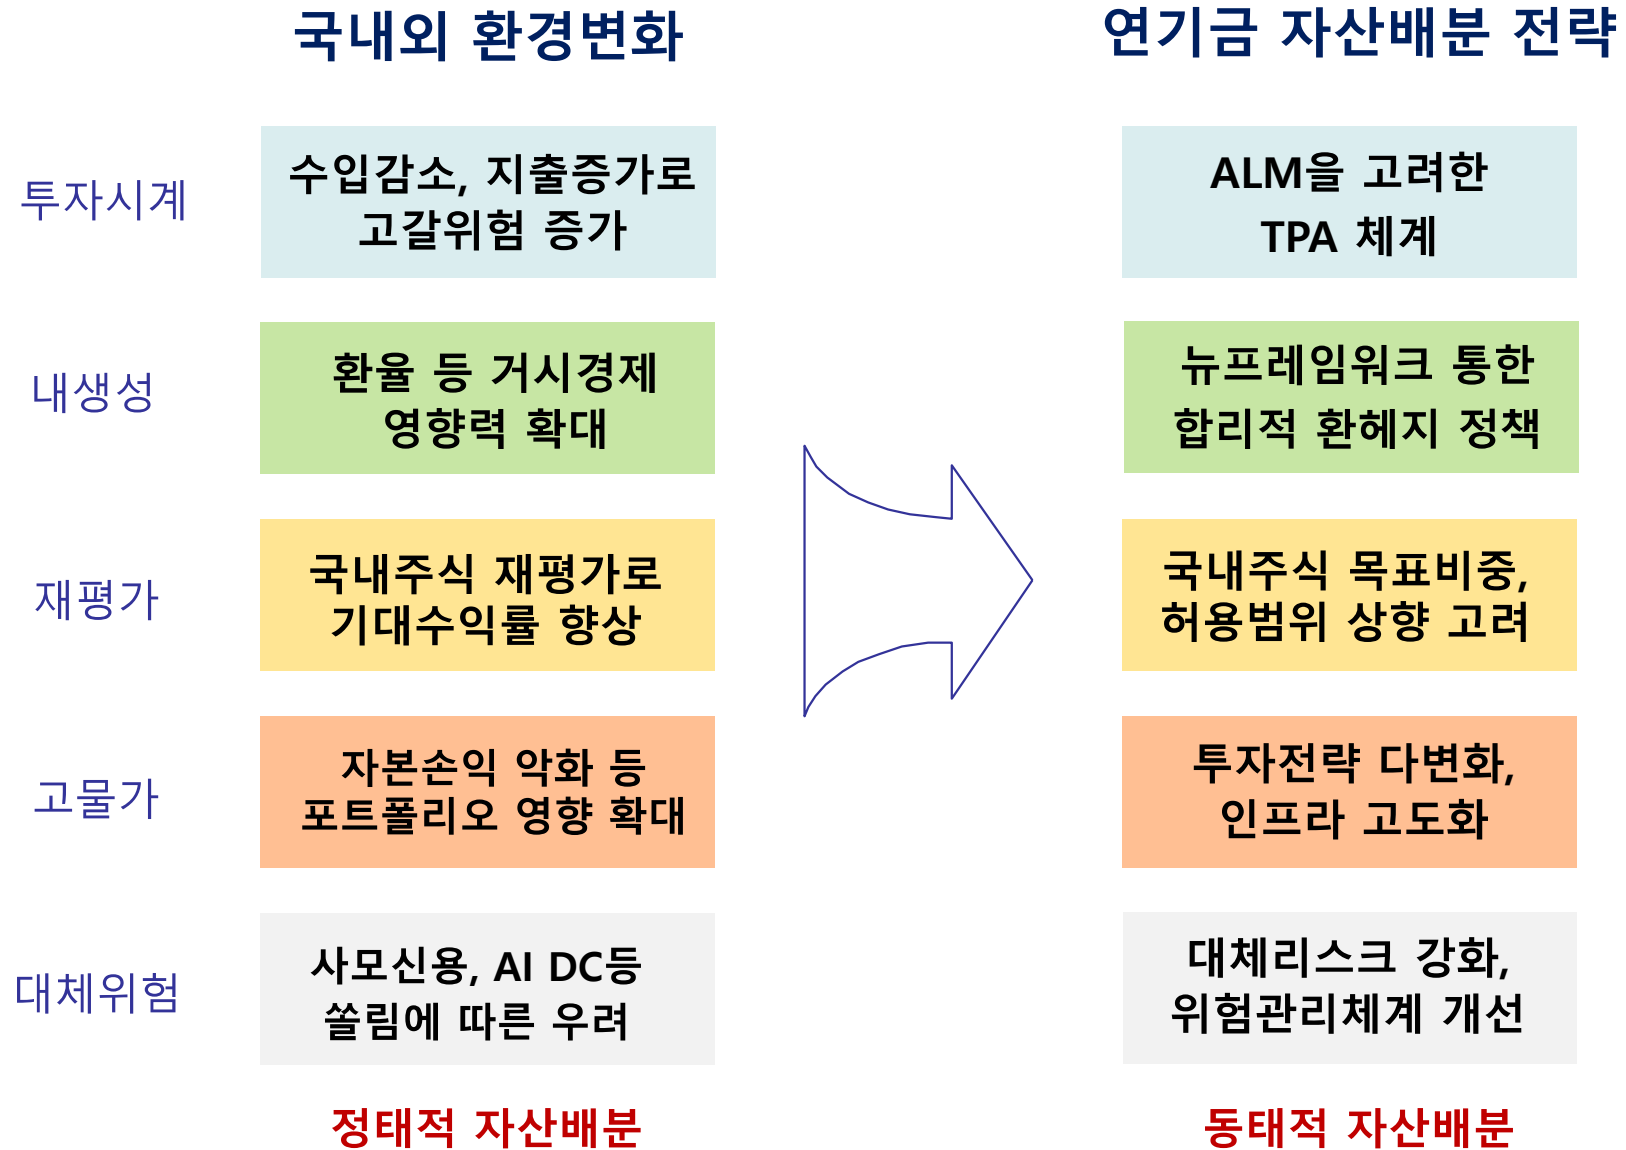 국내외 환경변화
연기금 자산배분 전략
투자시계
수입감소, 지출증가로
고갈위험 증가
ALM을 고려한
TPA 체계
내생성
환율 등 거시경제
영향력 확대
뉴프레임워크 통한
합리적 환헤지 정책
재평가
국내주식 재평가로
기대수익률 향상
국내주식 목표비중,
허용범위 상향 고려
고물가
자본손익 악화 등
포트폴리오 영향 확대
투자전략 다변화,
인프라 고도화
대체위험
사모신용, AI DC등
쏠림에 따른 우려
대체리스크 강화,
위험관리체계 개선
정태적 자산배분
동태적 자산배분